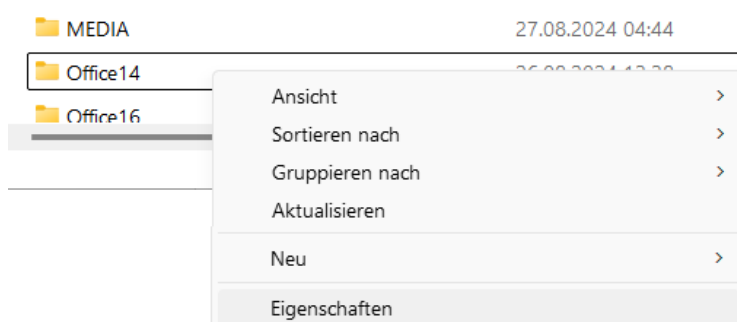 MEDIA 27.08.2024 04:44
Office14
Office16
Ansicht
Sortieren nach
Gruppieren nach
Aktualisieren
Neu
Eigenschaften